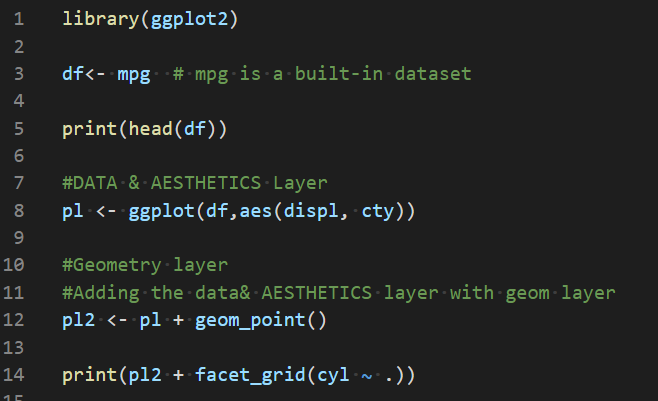 1 library(ggplot2)
2
3 df<- mpg  # mpg is a built-in dataset
4
5 print(head(df))
6
7 #DATA & AESTHETICS Layer
8 pl <- ggplot(df,aes(displ, cty))
9
10 #Geometry layer
11 #Adding the data& AESTHETICS layer with geom layer
12 pl2 <- pl + geom_point()
13
14 print(pl2 + facet_grid(cyl ~ .))
15